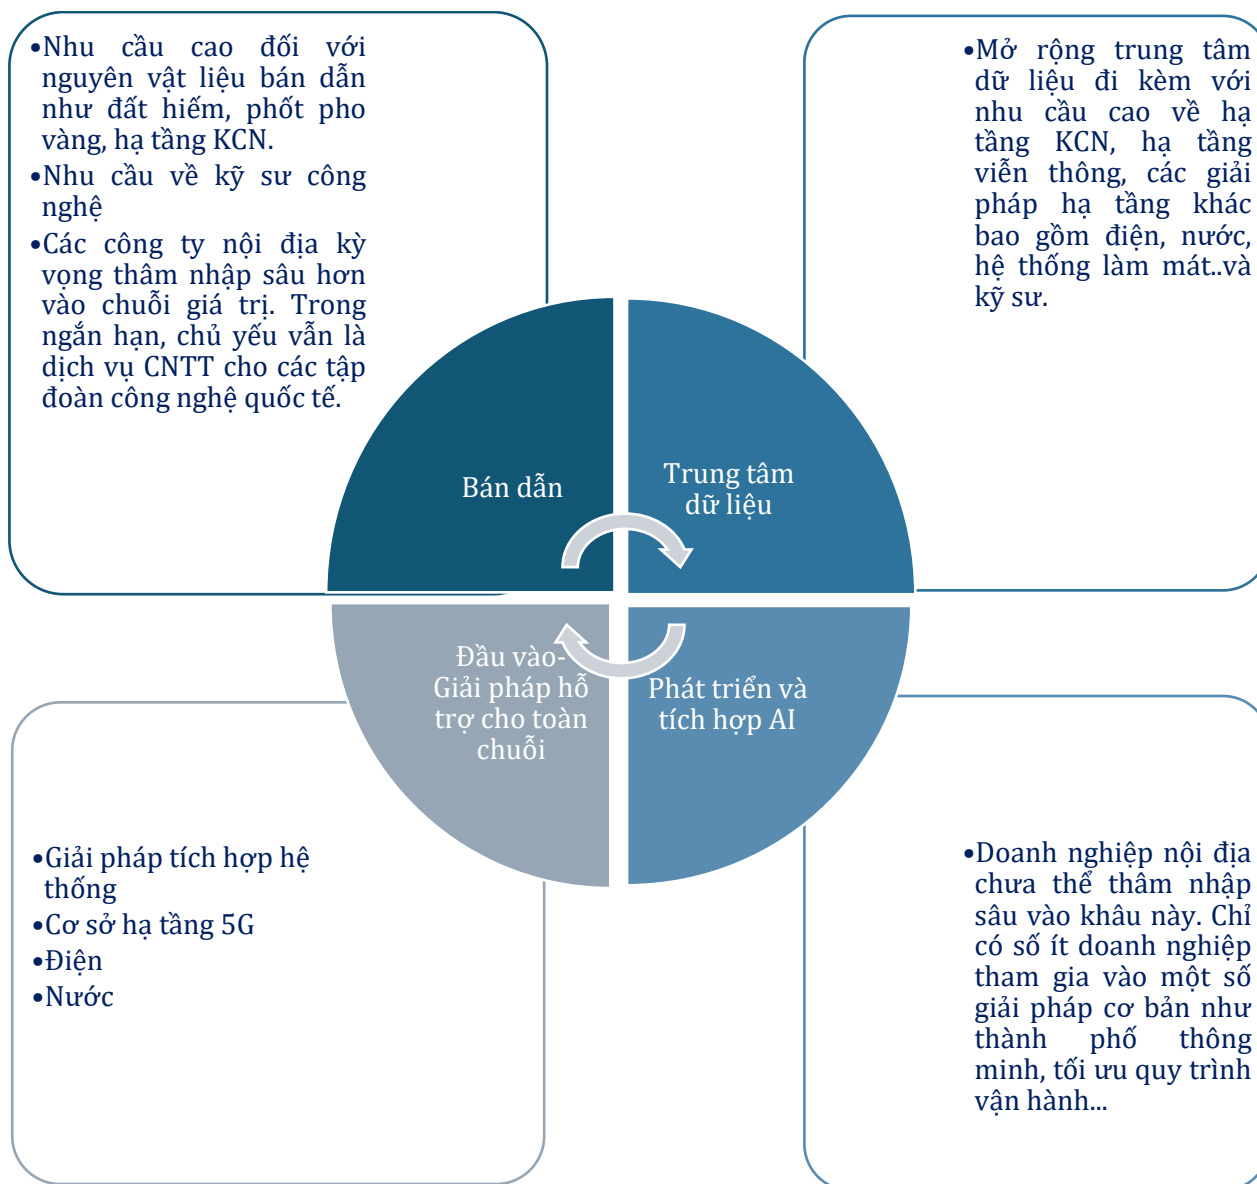 •Nhu cầu cao đối với
nguyên vật liệu bán dẫn
như đất hiếm, phốt pho
vàng, hạ tầng KCN.
•Nhu cầu về kỹ sư công
nghệ
•Các công ty nội địa kỳ
vọng thâm nhập sâu hơn
vào chuỗi giá trị. Trong
ngắn hạn, chủ yếu vẫn là
dịch vụ CNTT cho các tập
đoàn công nghệ quốc tế.
•Mở rộng trung tâm
dữ liệu đi kèm với
nhu cầu cao về hạ
tầng KCN, hạ tầng
viễn thông, các giải
pháp hạ tầng khác
bao gồm điện, nước,
hệ thống làm mát..và
kỹ sư.
Bán dẫn
Trung tâm
dữ liệu
Đầu vào-
Giải pháp hỗ
trợ cho toàn
chuỗi
Phát triển và
tích hợp AI
•Giải pháp tích hợp hệ
thống
•Cơ sở hạ tầng 5G
•Điện
•Nước
•Doanh nghiệp nội địa
chưa thể thâm nhập
sâu vào khâu này. Chỉ
có số ít doanh nghiệp
tham gia vào một số
giải pháp cơ bản như
thành phố thông
minh, tối ưu quy trình
vận hành...